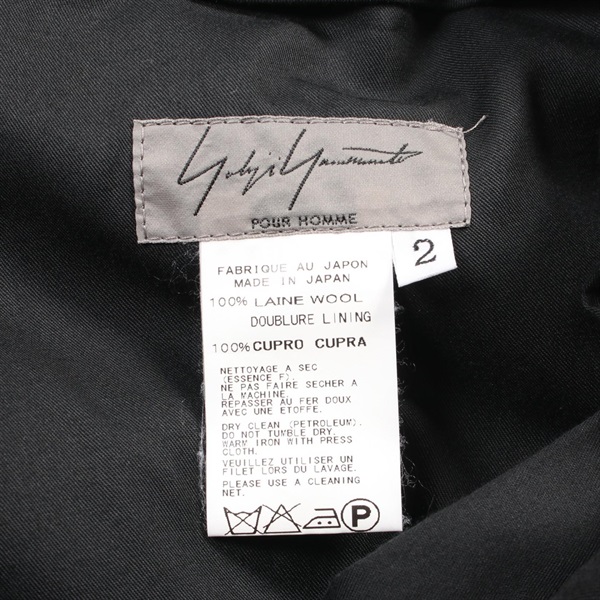 Yohji Yamamoto
POUR HOMME
2
FABRIQUE AU JAPON
MADE IN JAPAN
100% LAINE WOOL
DOUBLURE LINING
100% CUPRO CUPRA
NETTOYAGE A SEC
(ESSENCE F).
NE PAS FAIRE SECHER A
LA MACHINE.
REPASSER AU FER DOUX
AVEC UNE ETOFFE.
DRY CLEAN (PETROLEUM).
DO NOT TUMBLE DRY.
WARM IRON WITH PRESS
CLOTH.
VEUILLEZ UTILISER UN
FILET LORS DU LAVAGE.
PLEASE USE A CLEANING
NET.
P